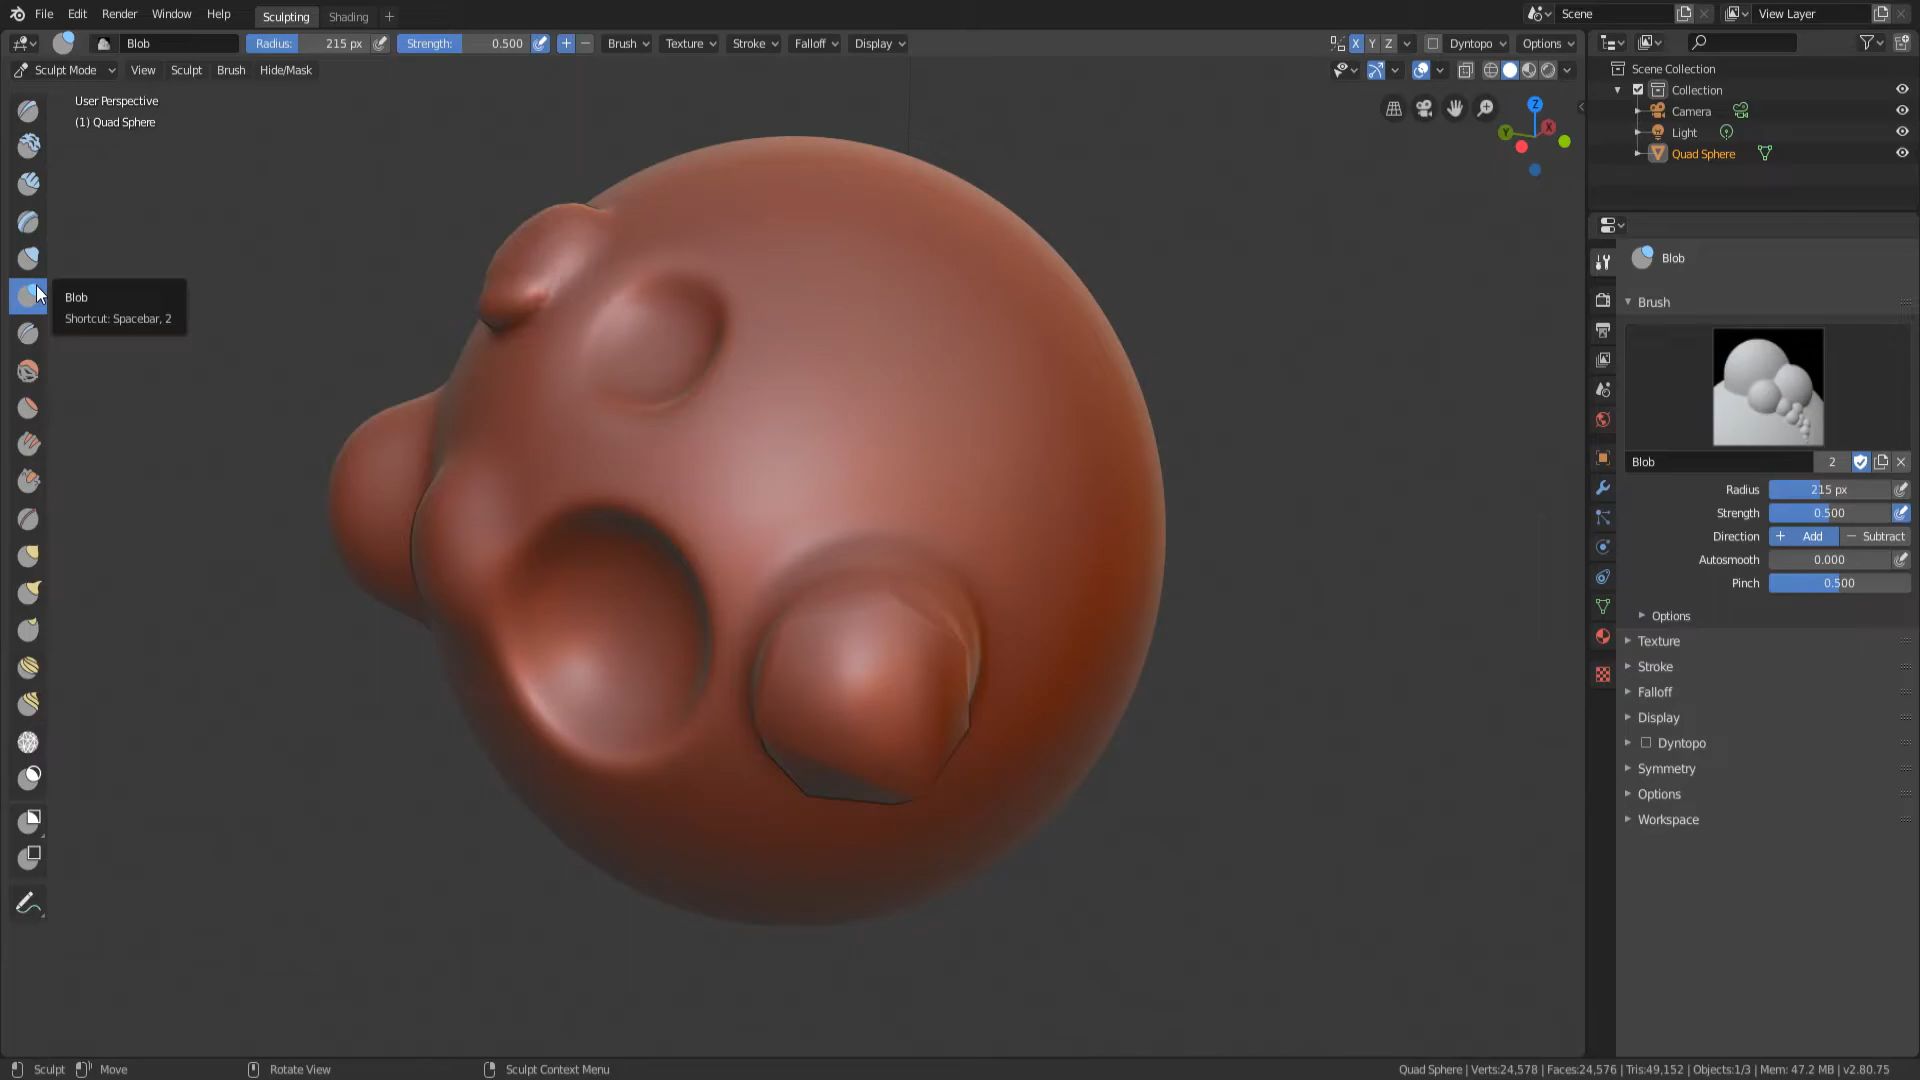 File Edit Render Window Help Sculpting Shading + Scene View Layer
Blob Radius: 215 px Strength: 0.500 + − Brush Texture Stroke Falloff Display X Y Z Dyntopo Options
Sculpt Mode View Sculpt Brush Hide/Mask
User Perspective
(1) Quad Sphere
Z
Y
X
Blob
Shortcut: Spacebar, 2
Scene Collection
Collection
Camera
Light
Quad Sphere
Blob
Brush
Blob 2
Radius 215 px
Strength 0.500
Direction + Add − Subtract
Autosmooth 0.000
Pinch 0.500
Options
Texture
Stroke
Falloff
Display
Dyntopo
Symmetry
Options
Workspace
Sculpt Move Rotate View Sculpt Context Menu Quad Sphere | Verts:24,578 | Faces:24,576 | Tris:49,152 | Objects:1/3 | Mem: 47.2 MB | v2.80.75